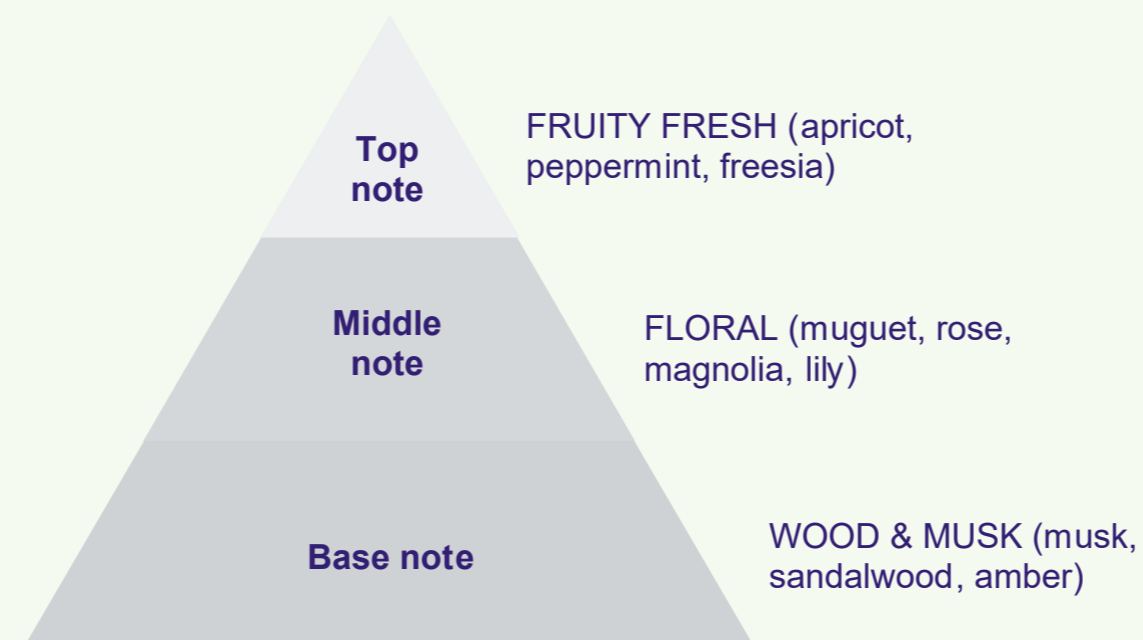 Top
note
FRUITY FRESH (apricot,
peppermint, freesia)
Middle
note
FLORAL (muguet, rose,
magnolia, lily)
Base note
WOOD & MUSK (musk,
sandalwood, amber)